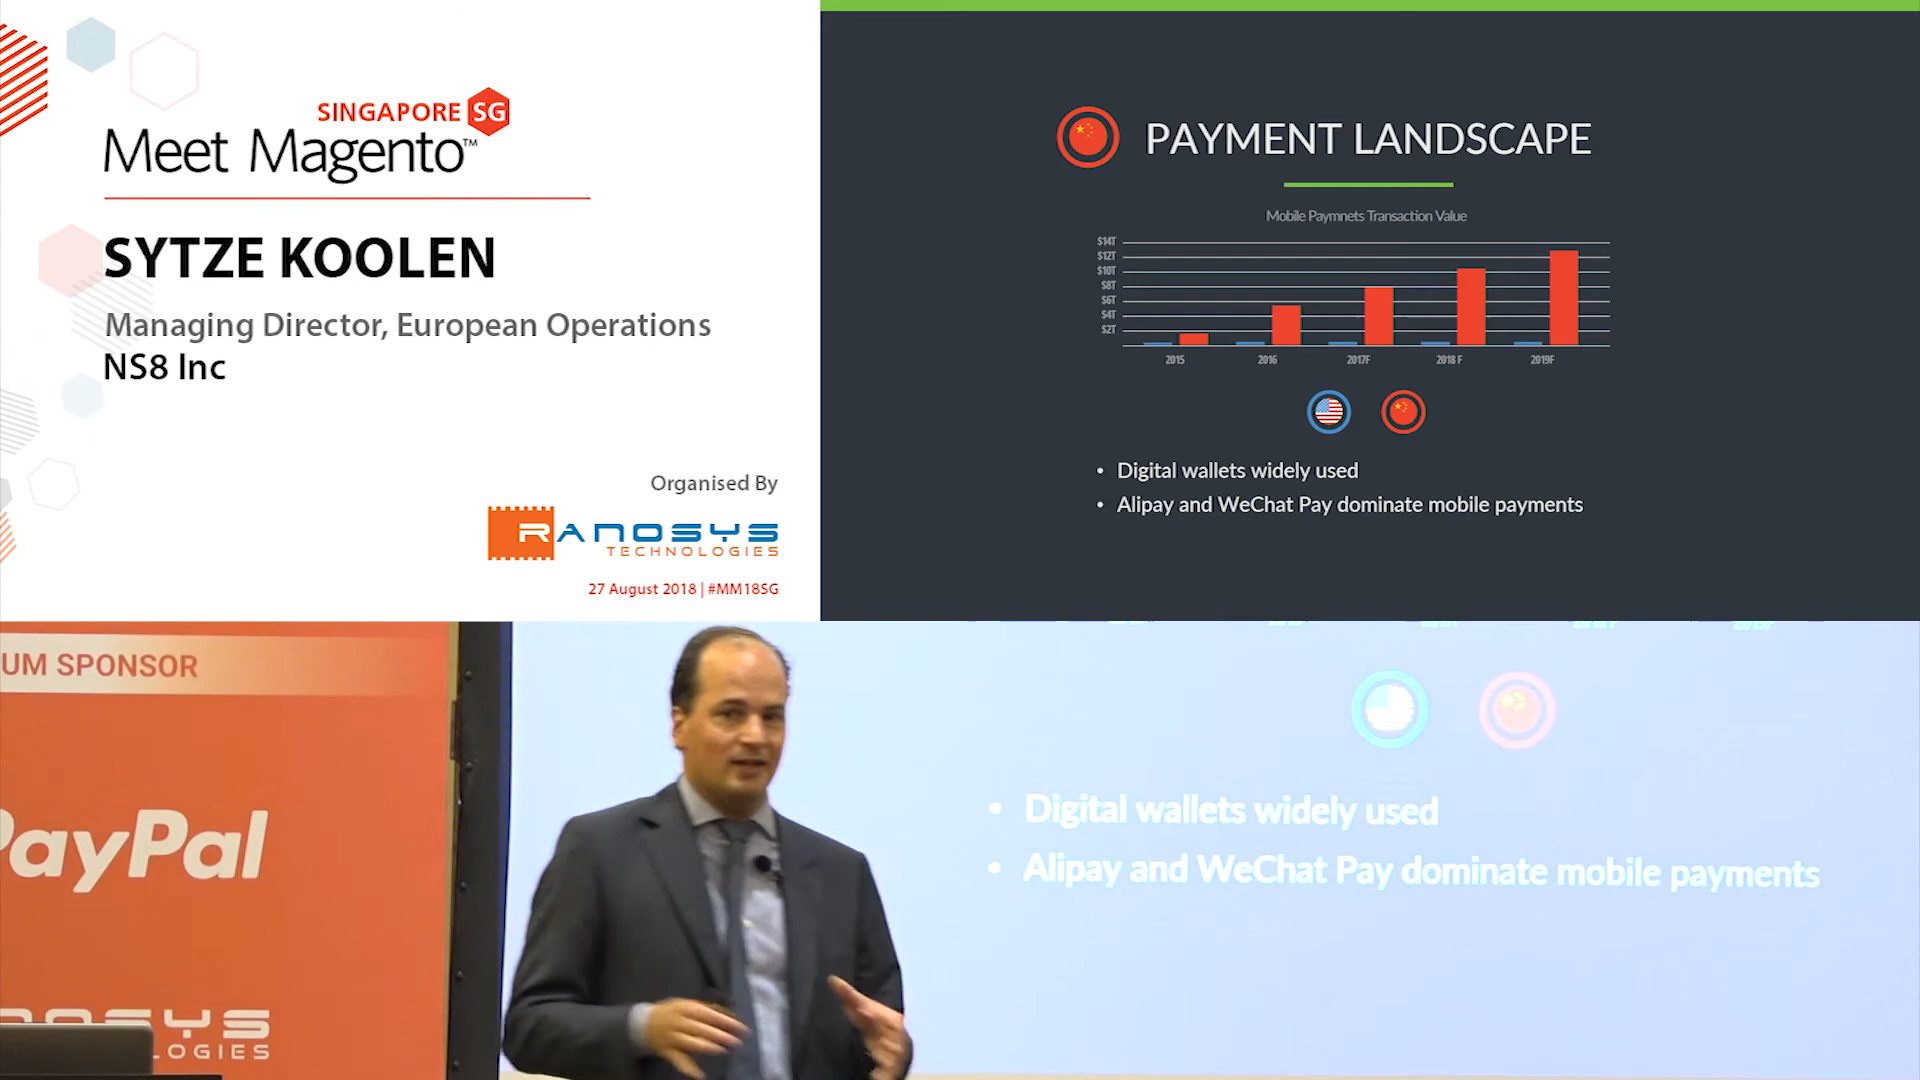 SINGAPORE SG
Meet Magento™
SYTZE KOOLEN
Managing Director, European Operations
NS8 Inc
Organised By
RANOSYS
TECHNOLOGIES
27 August 2018 | #MM18SG
PAYMENT LANDSCAPE
Mobile Paymnets Transaction Value
$14T
$12T
$10T
$8T
$6T
$4T
$2T
2015 2016 2017F 2018 F 2019F
• Digital wallets widely used
• Alipay and WeChat Pay dominate mobile payments
UM SPONSOR
PayPal
NOSYS
LOGIES
• Digital wallets widely used
• Alipay and WeChat Pay dominate mobile payments